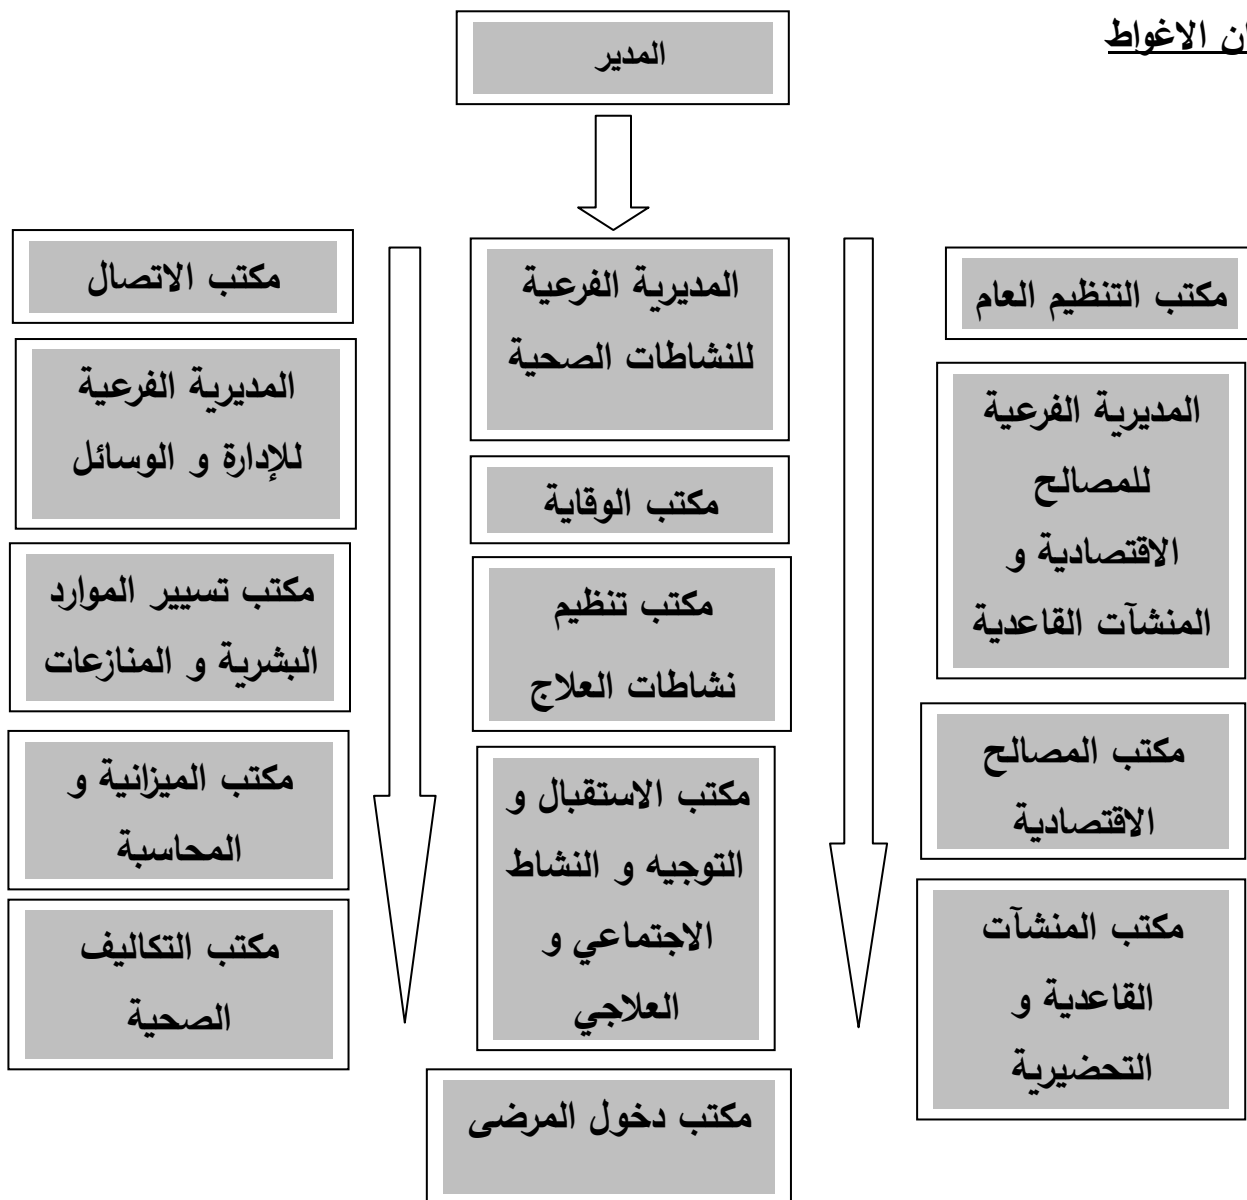 ان الاغواط
المدير
مكتب التنظيم العام
المديرية الفرعية
للمصالح
الاقتصادية و
المنشآت القاعدية
مكتب المصالح
الاقتصادية
مكتب المنشآت
القاعدية و
التحضيرية
المديرية الفرعية
للنشاطات الصحية
مكتب الوقاية
مكتب تنظيم
نشاطات العلاج
مكتب الاستقبال و
التوجيه و النشاط
الاجتماعي و
العلاجي
مكتب دخول المرضى
مكتب الاتصال
المديرية الفرعية
للإدارة و الوسائل
مكتب تسيير الموارد
البشرية و المنازعات
مكتب الميزانية و
المحاسبة
مكتب التكاليف
الصحية